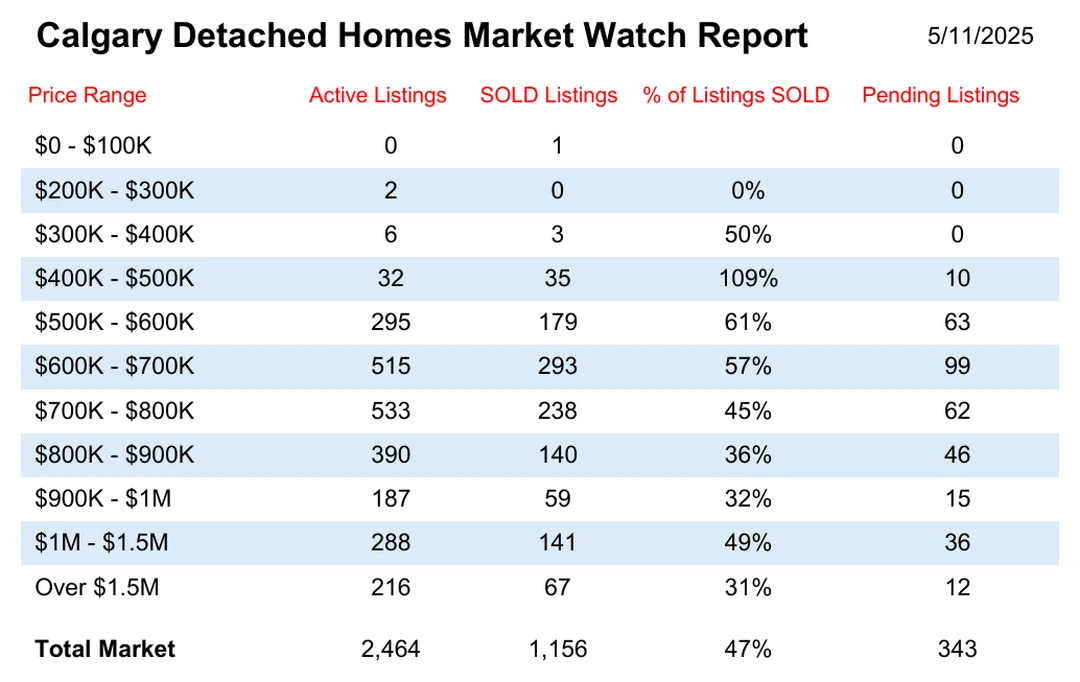 Calgary Detached Homes Market Watch Report 5/11/2025
Price Range Active Listings SOLD Listings % of Listings SOLD Pending Listings
$0 - $100K 0 1 0
$200K - $300K 2 0 0% 0
$300K - $400K 6 3 50% 0
$400K - $500K 32 35 109% 10
$500K - $600K 295 179 61% 63
$600K - $700K 515 293 57% 99
$700K - $800K 533 238 45% 62
$800K - $900K 390 140 36% 46
$900K - $1M 187 59 32% 15
$1M - $1.5M 288 141 49% 36
Over $1.5M 216 67 31% 12
Total Market 2,464 1,156 47% 343